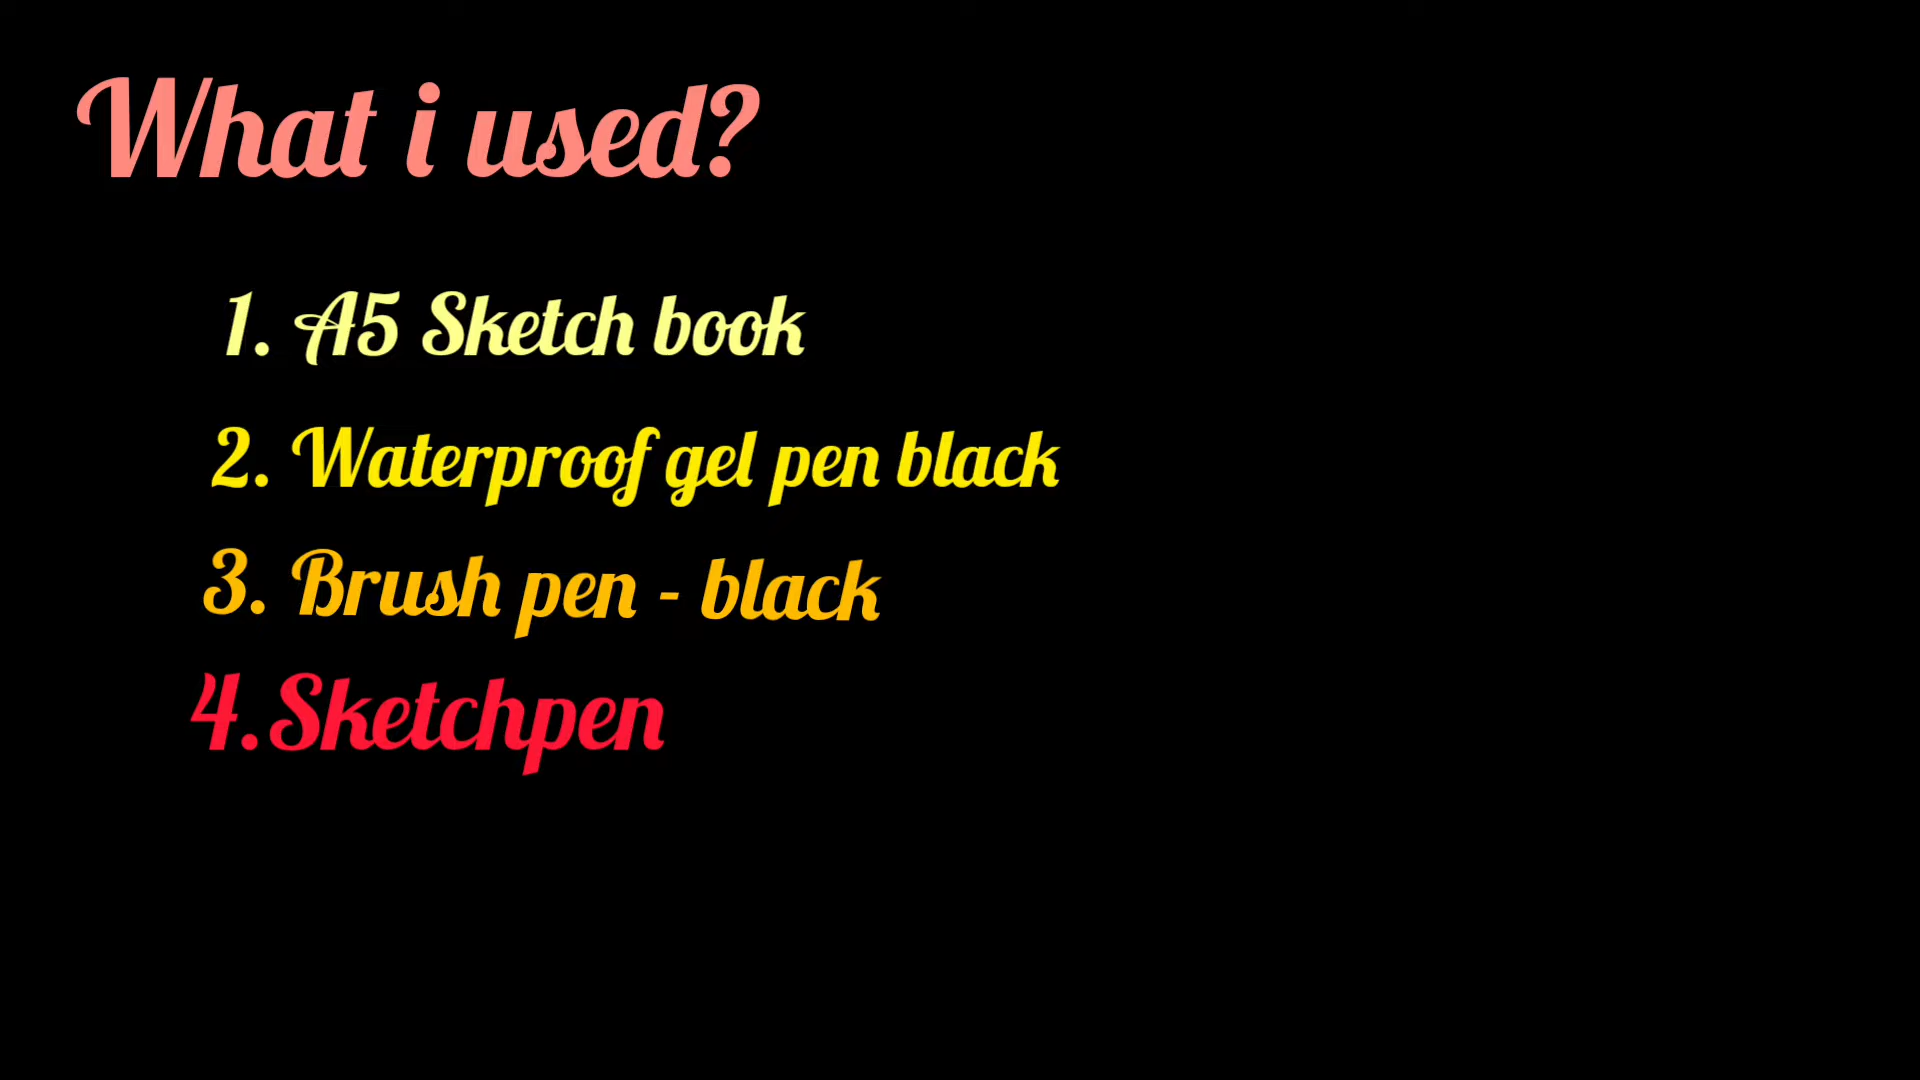 What i used?
1. A5 Sketch book
2. Waterproof gel pen black
3. Brush pen - black
4.Sketchpen